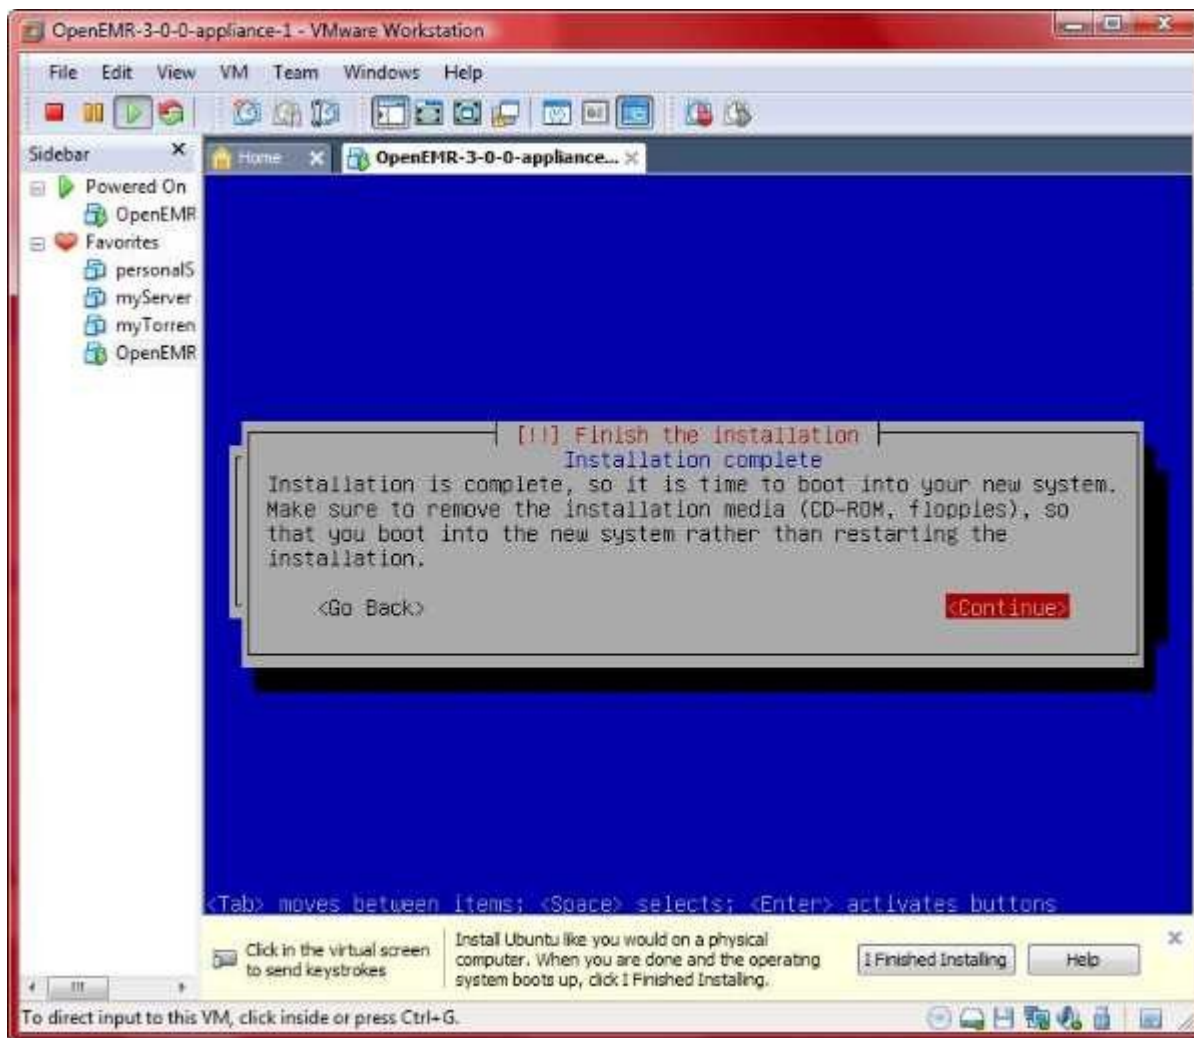 OpenEMR-3-0-0-appliance-1 - VMware Workstation
File Edit View VM Team Windows Help
Sidebar
Home
OpenEMR-3-0-0-appliance...
Powered On
OpenEMR
Favorites
personalS
myServer
myTorren
OpenEMR
[!!] Finish the installation
Installation complete
Installation is complete, so it is time to boot into your new system.
Make sure to remove the installation media (CD-ROM, floppies), so
that you boot into the new system rather than restarting the
installation.
<Go Back>
<Continue>
<Tab> moves between items; <Space> selects; <Enter> activates buttons
Click in the virtual screen
to send keystrokes
Install Ubuntu like you would on a physical
computer. When you are done and the operating
system boots up, click I Finished Installing.
I Finished Installing
Help
To direct input to this VM, click inside or press Ctrl+G.